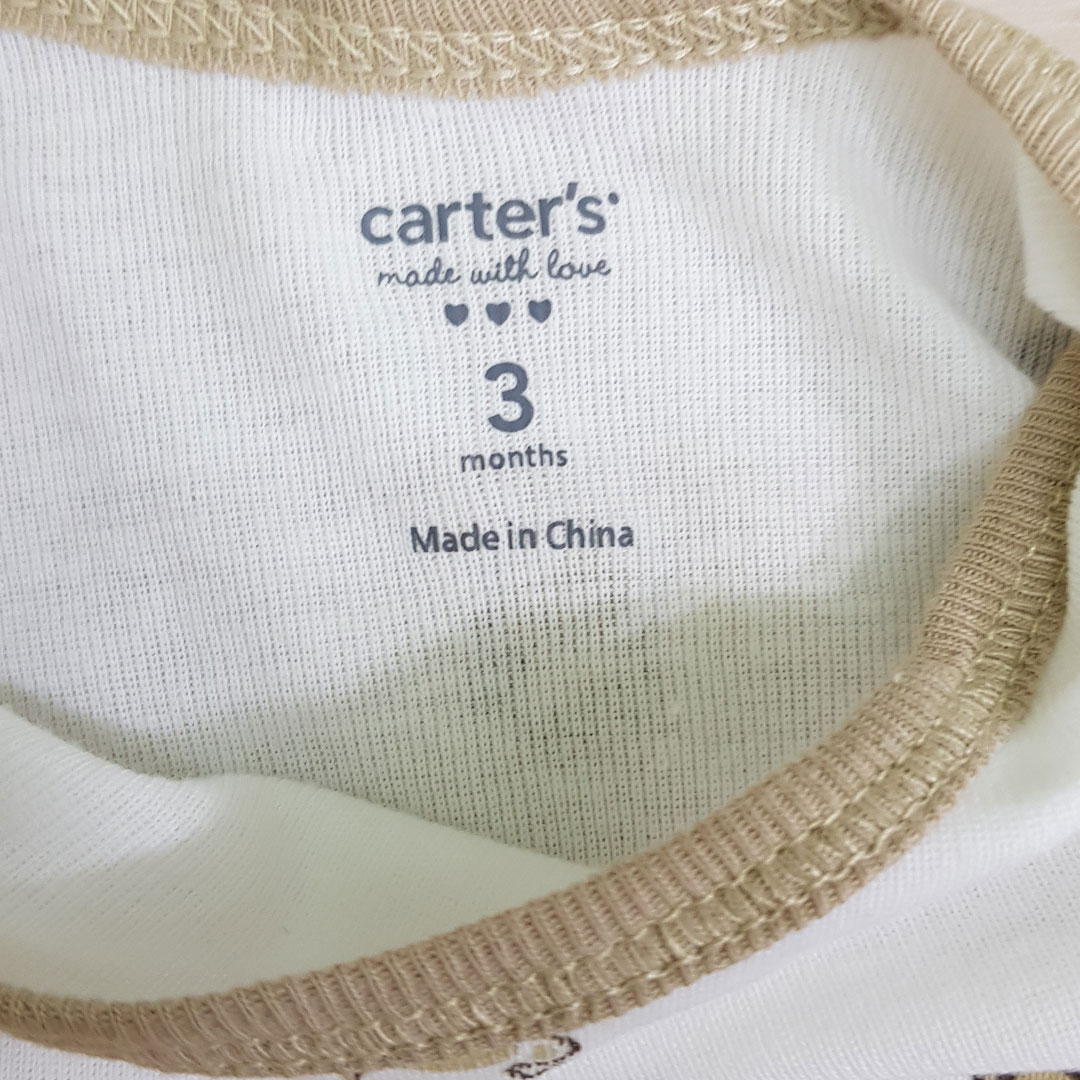 carter's
made with love
3
months
Made in China